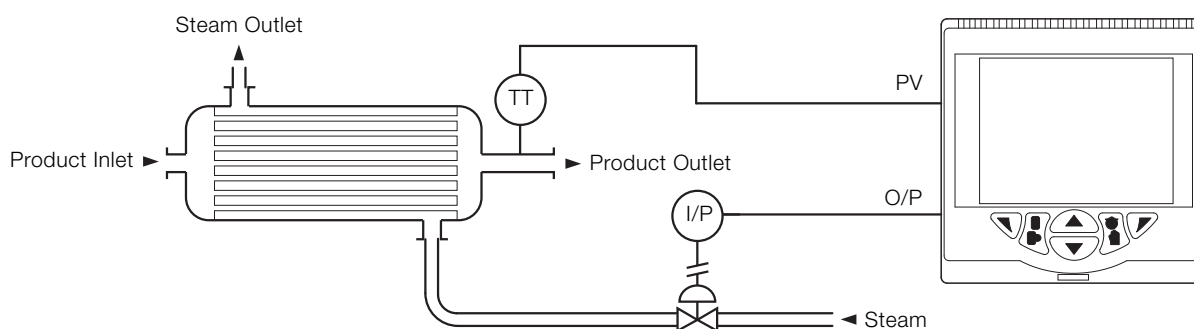 Steam Outlet
TT
PV
Product Inlet
Product Outlet
O/P
I/P
Steam